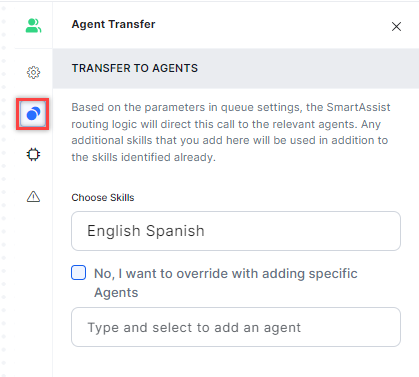 Agent Transfer
TRANSFER TO AGENTS
Based on the parameters in queue settings, the SmartAssist
routing logic will direct this call to the relevant agents. Any
additional skills that you add here will be used in addition to
the skills identified already.
Choose Skills
English Spanish
No, I want to override with adding specific
Agents
Type and select to add an agent